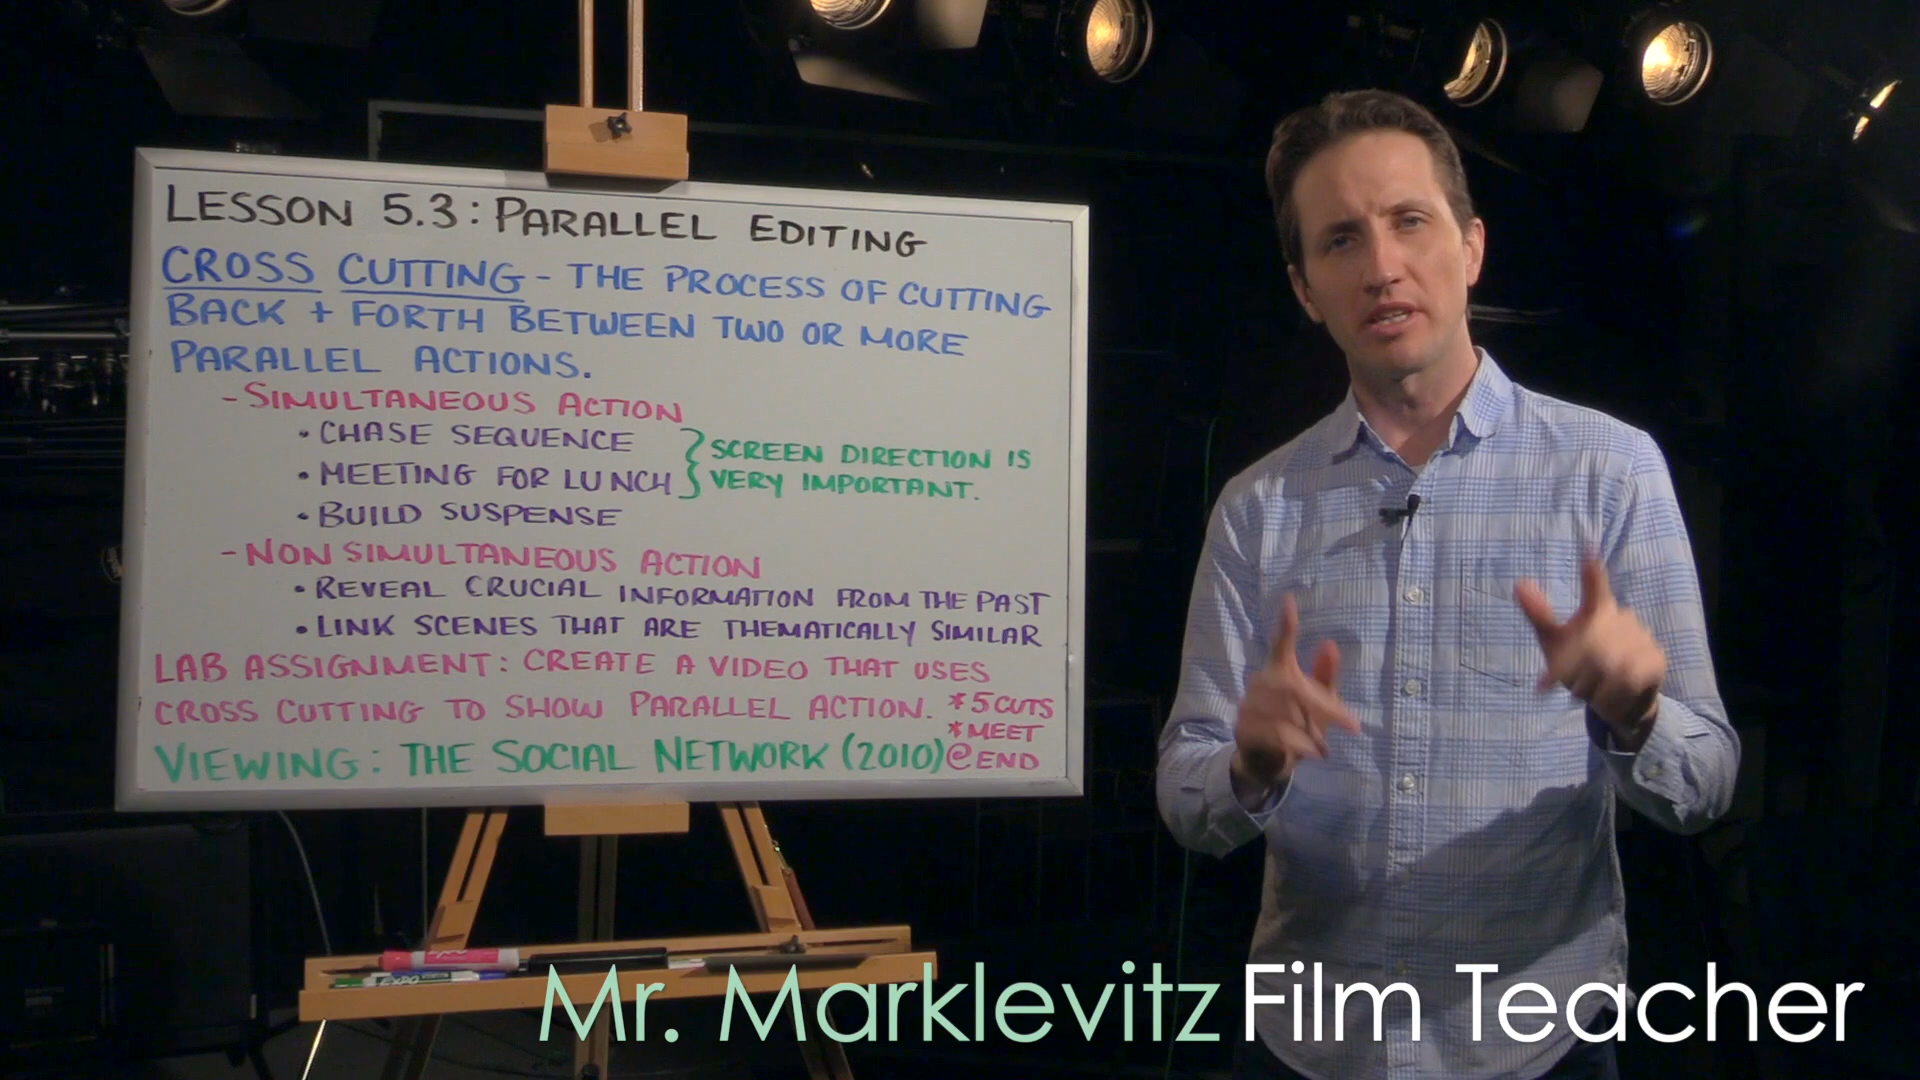 LESSON 5.3: PARALLEL EDITING
CROSS CUTTING - THE PROCESS OF CUTTING
BACK + FORTH BETWEEN TWO OR MORE
PARALLEL ACTIONS.
- SIMULTANEOUS ACTION
• CHASE SEQUENCE
• MEETING FOR LUNCH
SCREEN DIRECTION IS
VERY IMPORTANT.
• BUILD SUSPENSE
- NON SIMULTANEOUS ACTION
• REVEAL CRUCIAL INFORMATION FROM THE PAST
• LINK SCENES THAT ARE THEMATICALLY SIMILAR
LAB ASSIGNMENT: CREATE A VIDEO THAT USES
CROSS CUTTING TO SHOW PARALLEL ACTION.
* 5 CUTS
* MEET
@ END
VIEWING: THE SOCIAL NETWORK (2010)
EXPO
Mr. Marklevitz Film Teacher